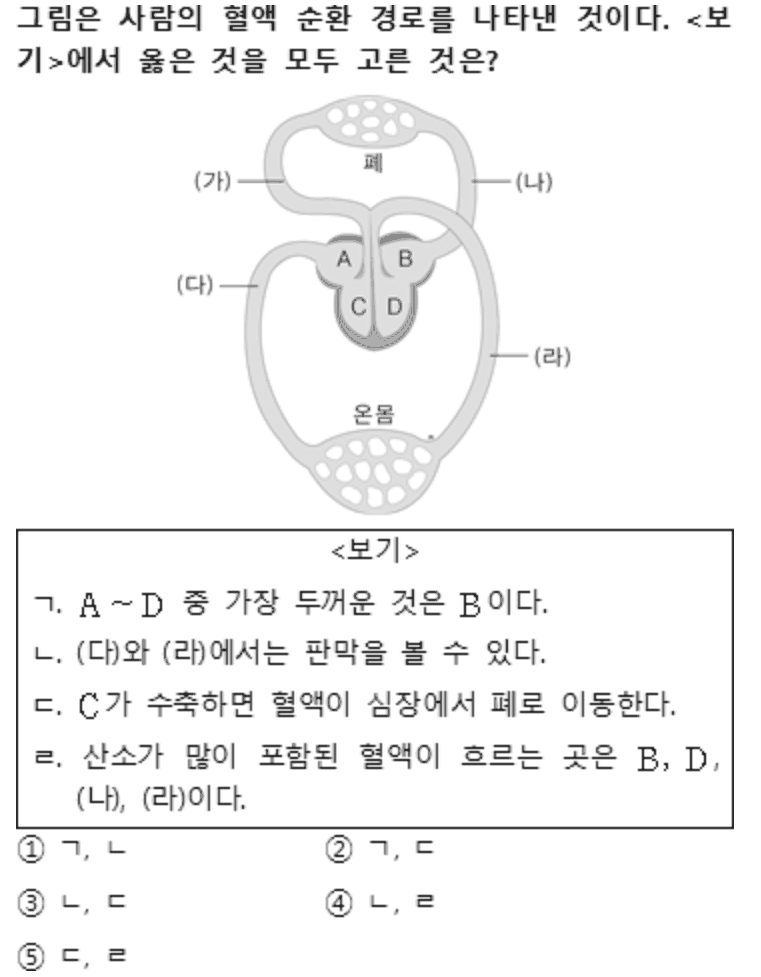 그림은 사람의 혈액 순환 경로를 나타낸 것이다. <보
기>에서 옳은 것을 모두 고른 것은?
폐
(가)
(나)
A
B
(다)
C
D
(라)
온몸
<보기>
ㄱ. A ~ D 중 가장 두꺼운 것은 B이다.
ㄴ. (다)와 (라)에서는 판막을 볼 수 있다.
ㄷ. C가 수축하면 혈액이 심장에서 폐로 이동한다.
ㄹ. 산소가 많이 포함된 혈액이 흐르는 곳은 B, D,
(나), (라)이다.
① ㄱ, ㄴ ② ㄱ, ㄷ
③ ㄴ, ㄷ ④ ㄴ, ㄹ
⑤ ㄷ, ㄹ